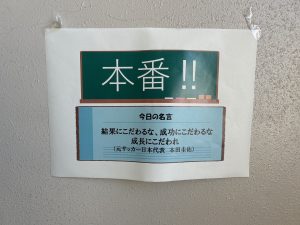 本番!!
今日の名言
結果にこだわるな、成功にこだわるな
成長にこだわれ
(元サッカー日本代表 本田圭佑)